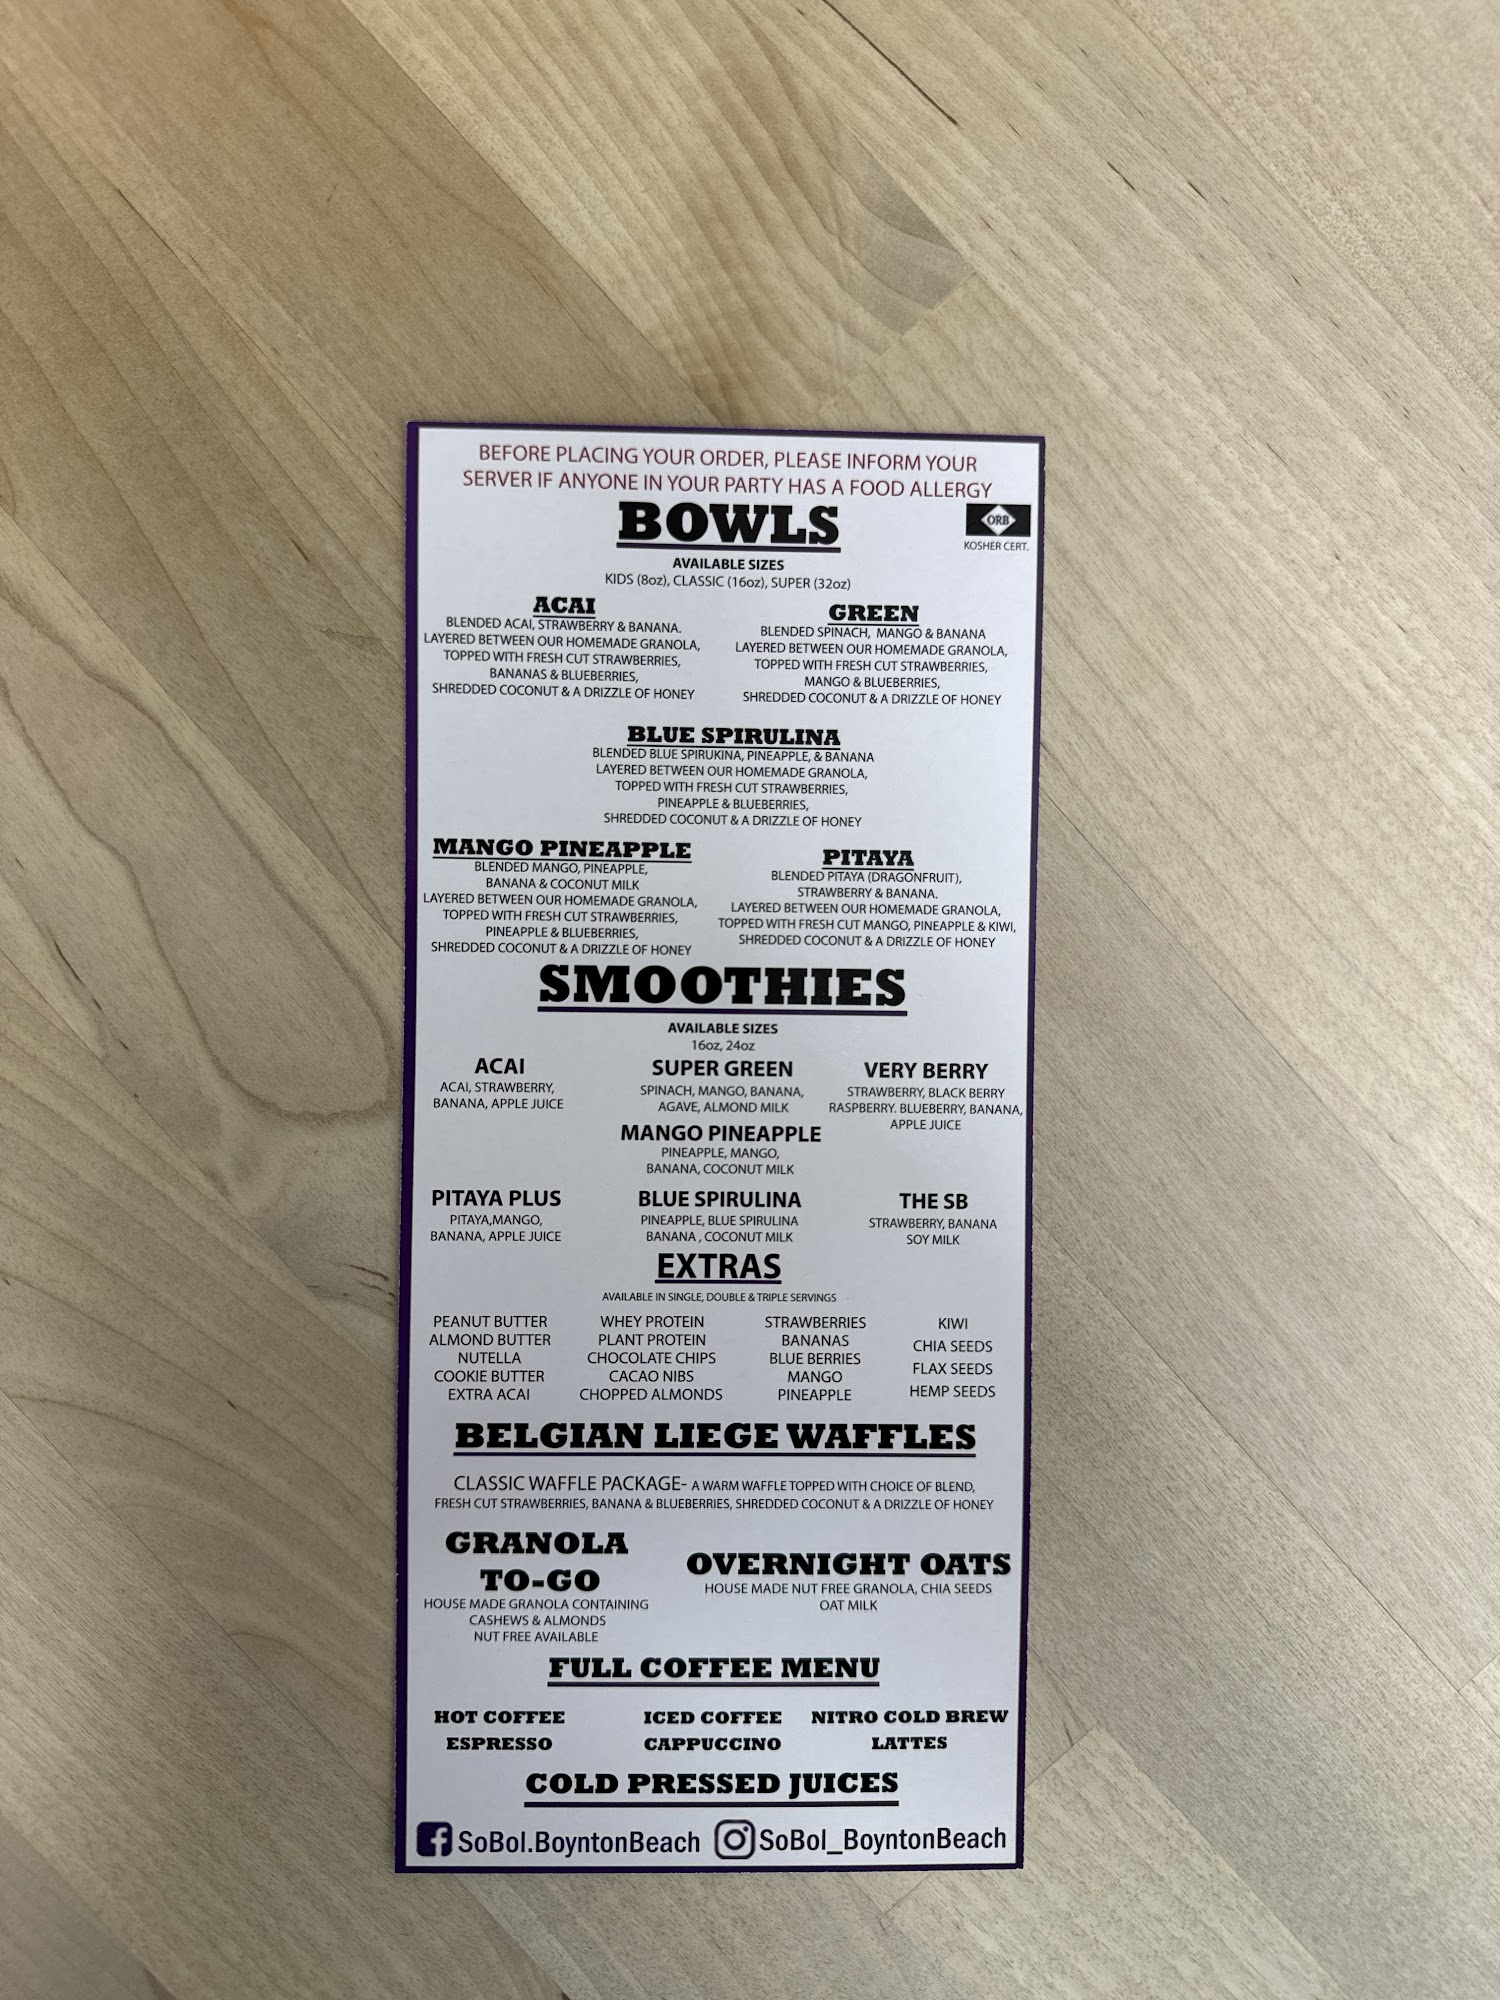 BEFORE PLACING YOUR ORDER, PLEASE INFORM YOUR
SERVER IF ANYONE IN YOUR PARTY HAS A FOOD ALLERGY
BOWLS
ORB
KOSHER CERT.
AVAILABLE SIZES
KIDS (8oz), CLASSIC (16oz), SUPER (32oz)
ACAI
BLENDED ACAI, STRAWBERRY & BANANA.
LAYERED BETWEEN OUR HOMEMADE GRANOLA,
TOPPED WITH FRESH CUT STRAWBERRIES,
BANANAS & BLUEBERRIES,
SHREDDED COCONUT & A DRIZZLE OF HONEY
GREEN
BLENDED SPINACH, MANGO & BANANA
LAYERED BETWEEN OUR HOMEMADE GRANOLA,
TOPPED WITH FRESH CUT STRAWBERRIES,
MANGO & BLUEBERRIES,
SHREDDED COCONUT & A DRIZZLE OF HONEY
BLUE SPIRULINA
BLENDED BLUE SPIRUKINA, PINEAPPLE, & BANANA
LAYERED BETWEEN OUR HOMEMADE GRANOLA,
TOPPED WITH FRESH CUT STRAWBERRIES,
PINEAPPLE & BLUEBERRIES,
SHREDDED COCONUT & A DRIZZLE OF HONEY
MANGO PINEAPPLE
BLENDED MANGO, PINEAPPLE,
BANANA & COCONUT MILK
LAYERED BETWEEN OUR HOMEMADE GRANOLA,
TOPPED WITH FRESH CUT STRAWBERRIES,
PINEAPPLE & BLUEBERRIES,
SHREDDED COCONUT & A DRIZZLE OF HONEY
PITAYA
BLENDED PITAYA (DRAGONFRUIT),
STRAWBERRY & BANANA.
LAYERED BETWEEN OUR HOMEMADE GRANOLA,
TOPPED WITH FRESH CUT MANGO, PINEAPPLE & KIWI,
SHREDDED COCONUT & A DRIZZLE OF HONEY
SMOOTHIES
AVAILABLE SIZES
16oz, 24oz
ACAI
ACAI, STRAWBERRY,
BANANA, APPLE JUICE
SUPER GREEN
SPINACH, MANGO, BANANA,
AGAVE, ALMOND MILK
VERY BERRY
STRAWBERRY, BLACK BERRY
RASPBERRY. BLUEBERRY, BANANA,
APPLE JUICE
MANGO PINEAPPLE
PINEAPPLE, MANGO,
BANANA, COCONUT MILK
PITAYA PLUS
PITAYA,MANGO,
BANANA, APPLE JUICE
BLUE SPIRULINA
PINEAPPLE, BLUE SPIRULINA
BANANA , COCONUT MILK
THE SB
STRAWBERRY, BANANA
SOY MILK
EXTRAS
AVAILABLE IN SINGLE, DOUBLE & TRIPLE SERVINGS
PEANUT BUTTER
ALMOND BUTTER
NUTELLA
COOKIE BUTTER
EXTRA ACAI
WHEY PROTEIN
PLANT PROTEIN
CHOCOLATE CHIPS
CACAO NIBS
CHOPPED ALMONDS
STRAWBERRIES
BANANAS
BLUE BERRIES
MANGO
PINEAPPLE
KIWI
CHIA SEEDS
FLAX SEEDS
HEMP SEEDS
BELGIAN LIEGE WAFFLES
CLASSIC WAFFLE PACKAGE- A WARM WAFFLE TOPPED WITH CHOICE OF BLEND,
FRESH CUT STRAWBERRIES, BANANA & BLUEBERRIES, SHREDDED COCONUT & A DRIZZLE OF HONEY
GRANOLA
TO-GO
HOUSE MADE GRANOLA CONTAINING
CASHEWS & ALMONDS
NUT FREE AVAILABLE
OVERNIGHT OATS
HOUSE MADE NUT FREE GRANOLA, CHIA SEEDS
OAT MILK
FULL COFFEE MENU
HOT COFFEE
ESPRESSO
ICED COFFEE
CAPPUCCINO
NITRO COLD BREW
LATTES
COLD PRESSED JUICES
SoBol.BoyntonBeach
SoBol_BoyntonBeach